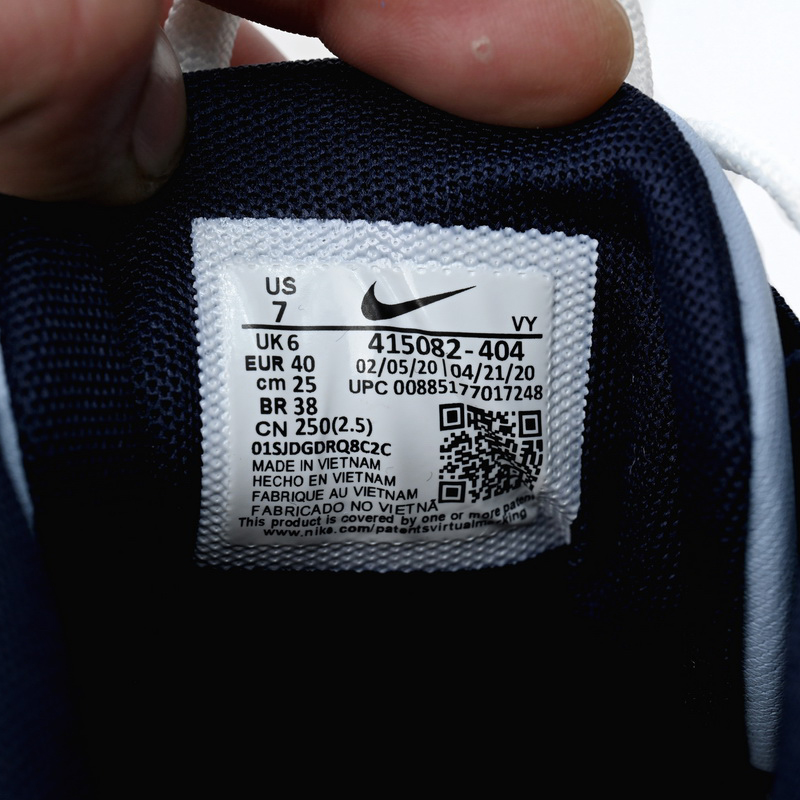 US
7
VY
UK 6
415082-404
EUR 40
02/05/20 \ 04/21/20
cm 25
UPC 00885177017248
BR 38
CN 250(2.5)
01SJDGDRQ8C2C
MADE IN VIETNAM
HECHO EN VIETNAM
FABRIQUE AU VIETNAM
FABRICADO NO VIETNÃ
This product is covered by one or more paten
www.nike.com/patentsvirtualmarking